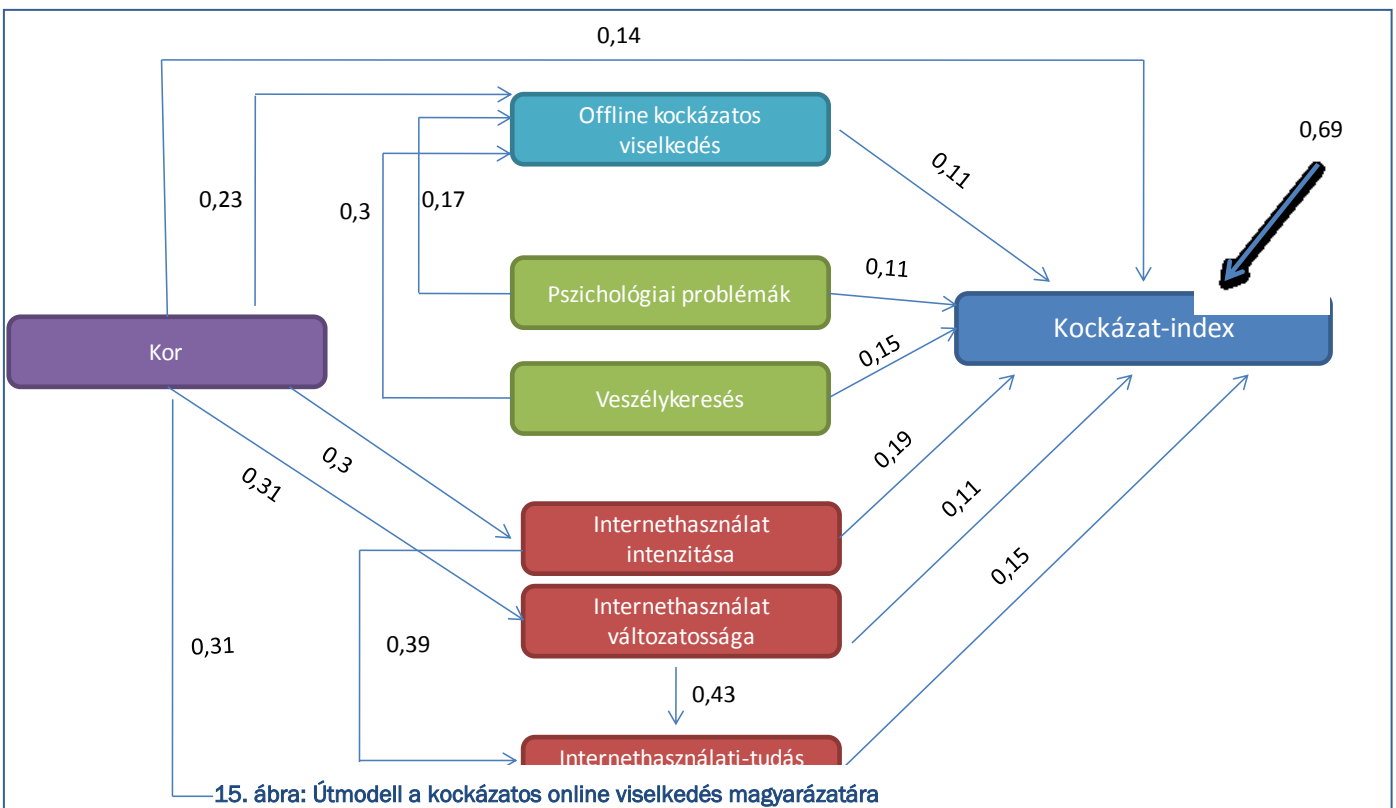 0,14
Offline kockázatos
viselkedés
0,69
0,11
0,23
0,17
0,3
Pszichológiai problémák
0,11
Kockázat-index
Kor
0,15
Veszélykeresés
0,19
0,3
0,31
Internethasználat
intenzitása
0,11
0,15
Internethasználat
változatossága
0,31
0,39
0,43
Internethasználati-tudás
15. ábra: Útmodell a kockázatos online viselkedés magyarázatára